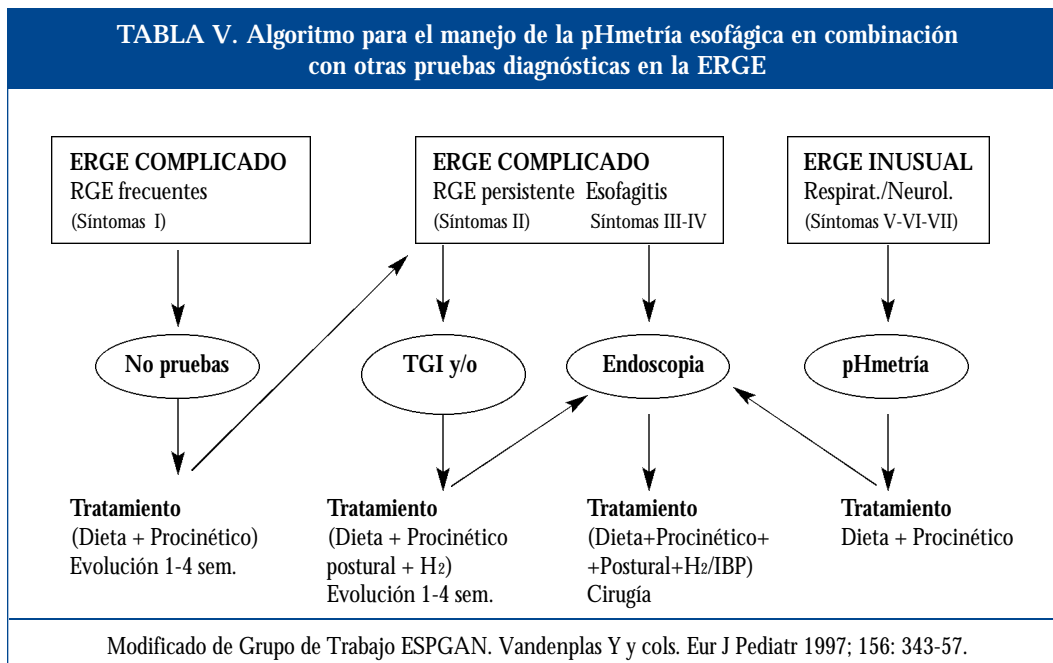 TABLA V. Algoritmo para el manejo de la pHmetría esofágica en combinación
con otras pruebas diagnósticas en la ERGE
ERGE COMPLICADO
RGE frecuentes
(Síntomas I)
ERGE COMPLICADO
RGE persistente Esofagitis
(Síntomas II) Síntomas III-IV
ERGE INUSUAL
Respirat./Neurol.
(Síntomas V-VI-VII)
No pruebas
TGI y/o
Endoscopia
pHmetría
Tratamiento
(Dieta + Procinético)
Evolución 1-4 sem.
Tratamiento
(Dieta + Procinético
postural + H2)
Evolución 1-4 sem.
Tratamiento
(Dieta+Procinético+
+Postural+H2/IBP)
Cirugía
Tratamiento
Dieta + Procinético
Modificado de Grupo de Trabajo ESPGAN. Vandenplas Y y cols. Eur J Pediatr 1997; 156: 343-57.